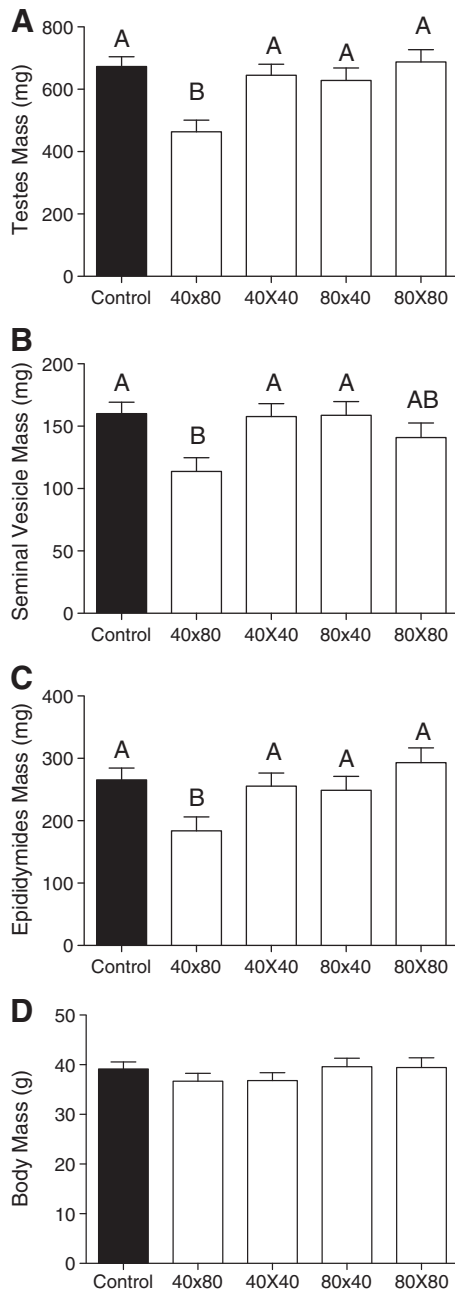 A
Testes Mass (mg)
800
600
400
200
0
A
B
A
A
A
Control 40x80 40X40 80x40 80X80
B
Seminal Vesicle Mass (mg)
200
150
100
50
0
A
B
A
A
AB
Control 40x80 40X40 80x40 80X80
C
Epididymides Mass (mg)
400
300
200
100
0
A
B
A
A
A
Control 40x80 40X40 80x40 80X80
D
Body Mass (g)
50
40
30
20
10
0
Control 40x80 40X40 80x40 80X80